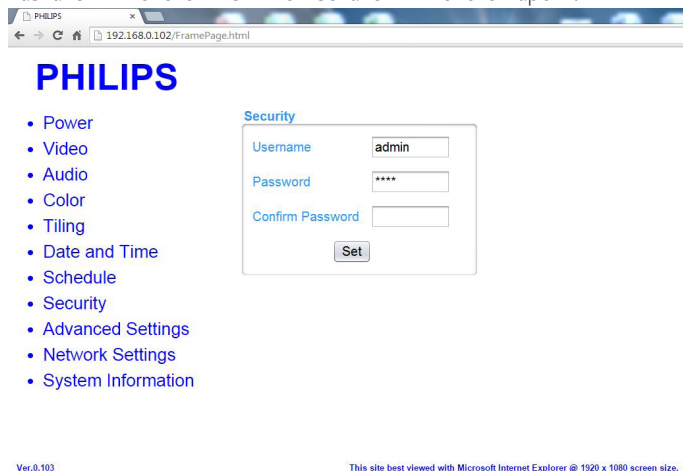 PHILIPS
192.168.0.102/FramePage.html
PHILIPS
Power
Video
Audio
Color
Tiling
Date and Time
Schedule
Security
Advanced Settings
Network Settings
System Information
Security
Username admin
Password ****
Confirm Password
Set
Ver.0.103
This site best viewed with Microsoft Internet Explorer @ 1920 x 1080 screen size.